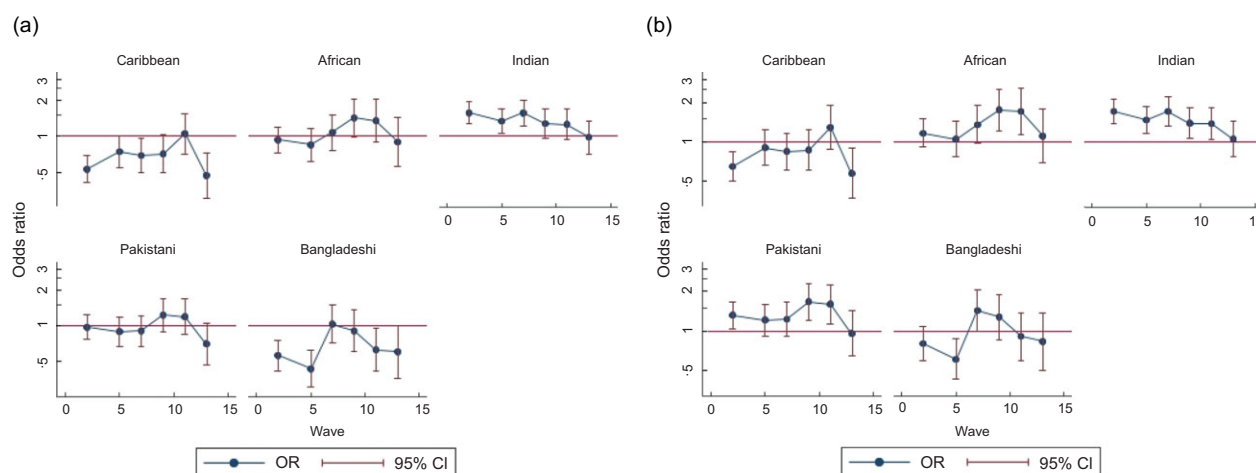 (a)
Caribbean African Indian
3
2
1
·5
0 5 10 15
Odds ratio
Pakistani Bangladeshi
3
2
1
·5
0 5 10 15 0 5 10 15
Wave
OR 95% CI
(b)
Caribbean African Indian
3
2
1
·5
0 5 10 1
Odds ratio
Pakistani Bangladeshi
3
2
1
·5
0 5 10 15 0 5 10 15
Wave
OR 95% CI